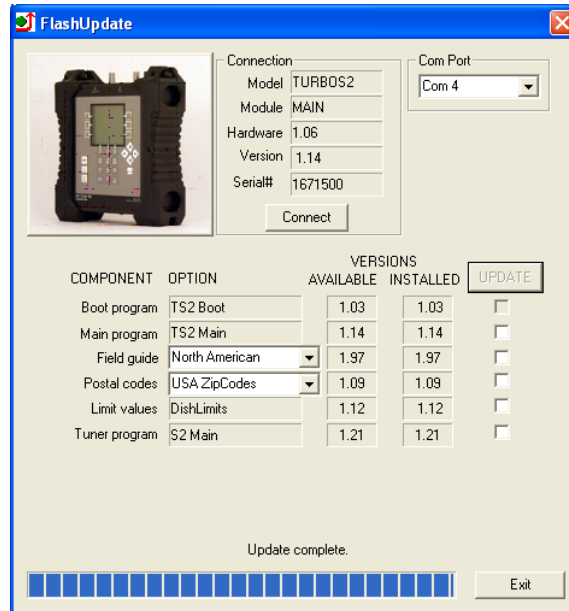 FlashUpdate
Connection
Model TURBOS2
Module MAIN
Hardware 1.06
Version 1.14
Serial# 1671500
Connect
Com Port
Com 4
VERSIONS
COMPONENT OPTION AVAILABLE INSTALLED UPDATE
Boot program TS2 Boot 1.03 1.03
Main program TS2 Main 1.14 1.14
Field guide North American 1.97 1.97
Postal codes USA ZipCodes 1.09 1.09
Limit values DishLimits 1.12 1.12
Tuner program S2 Main 1.21 1.21
Update complete.
Exit